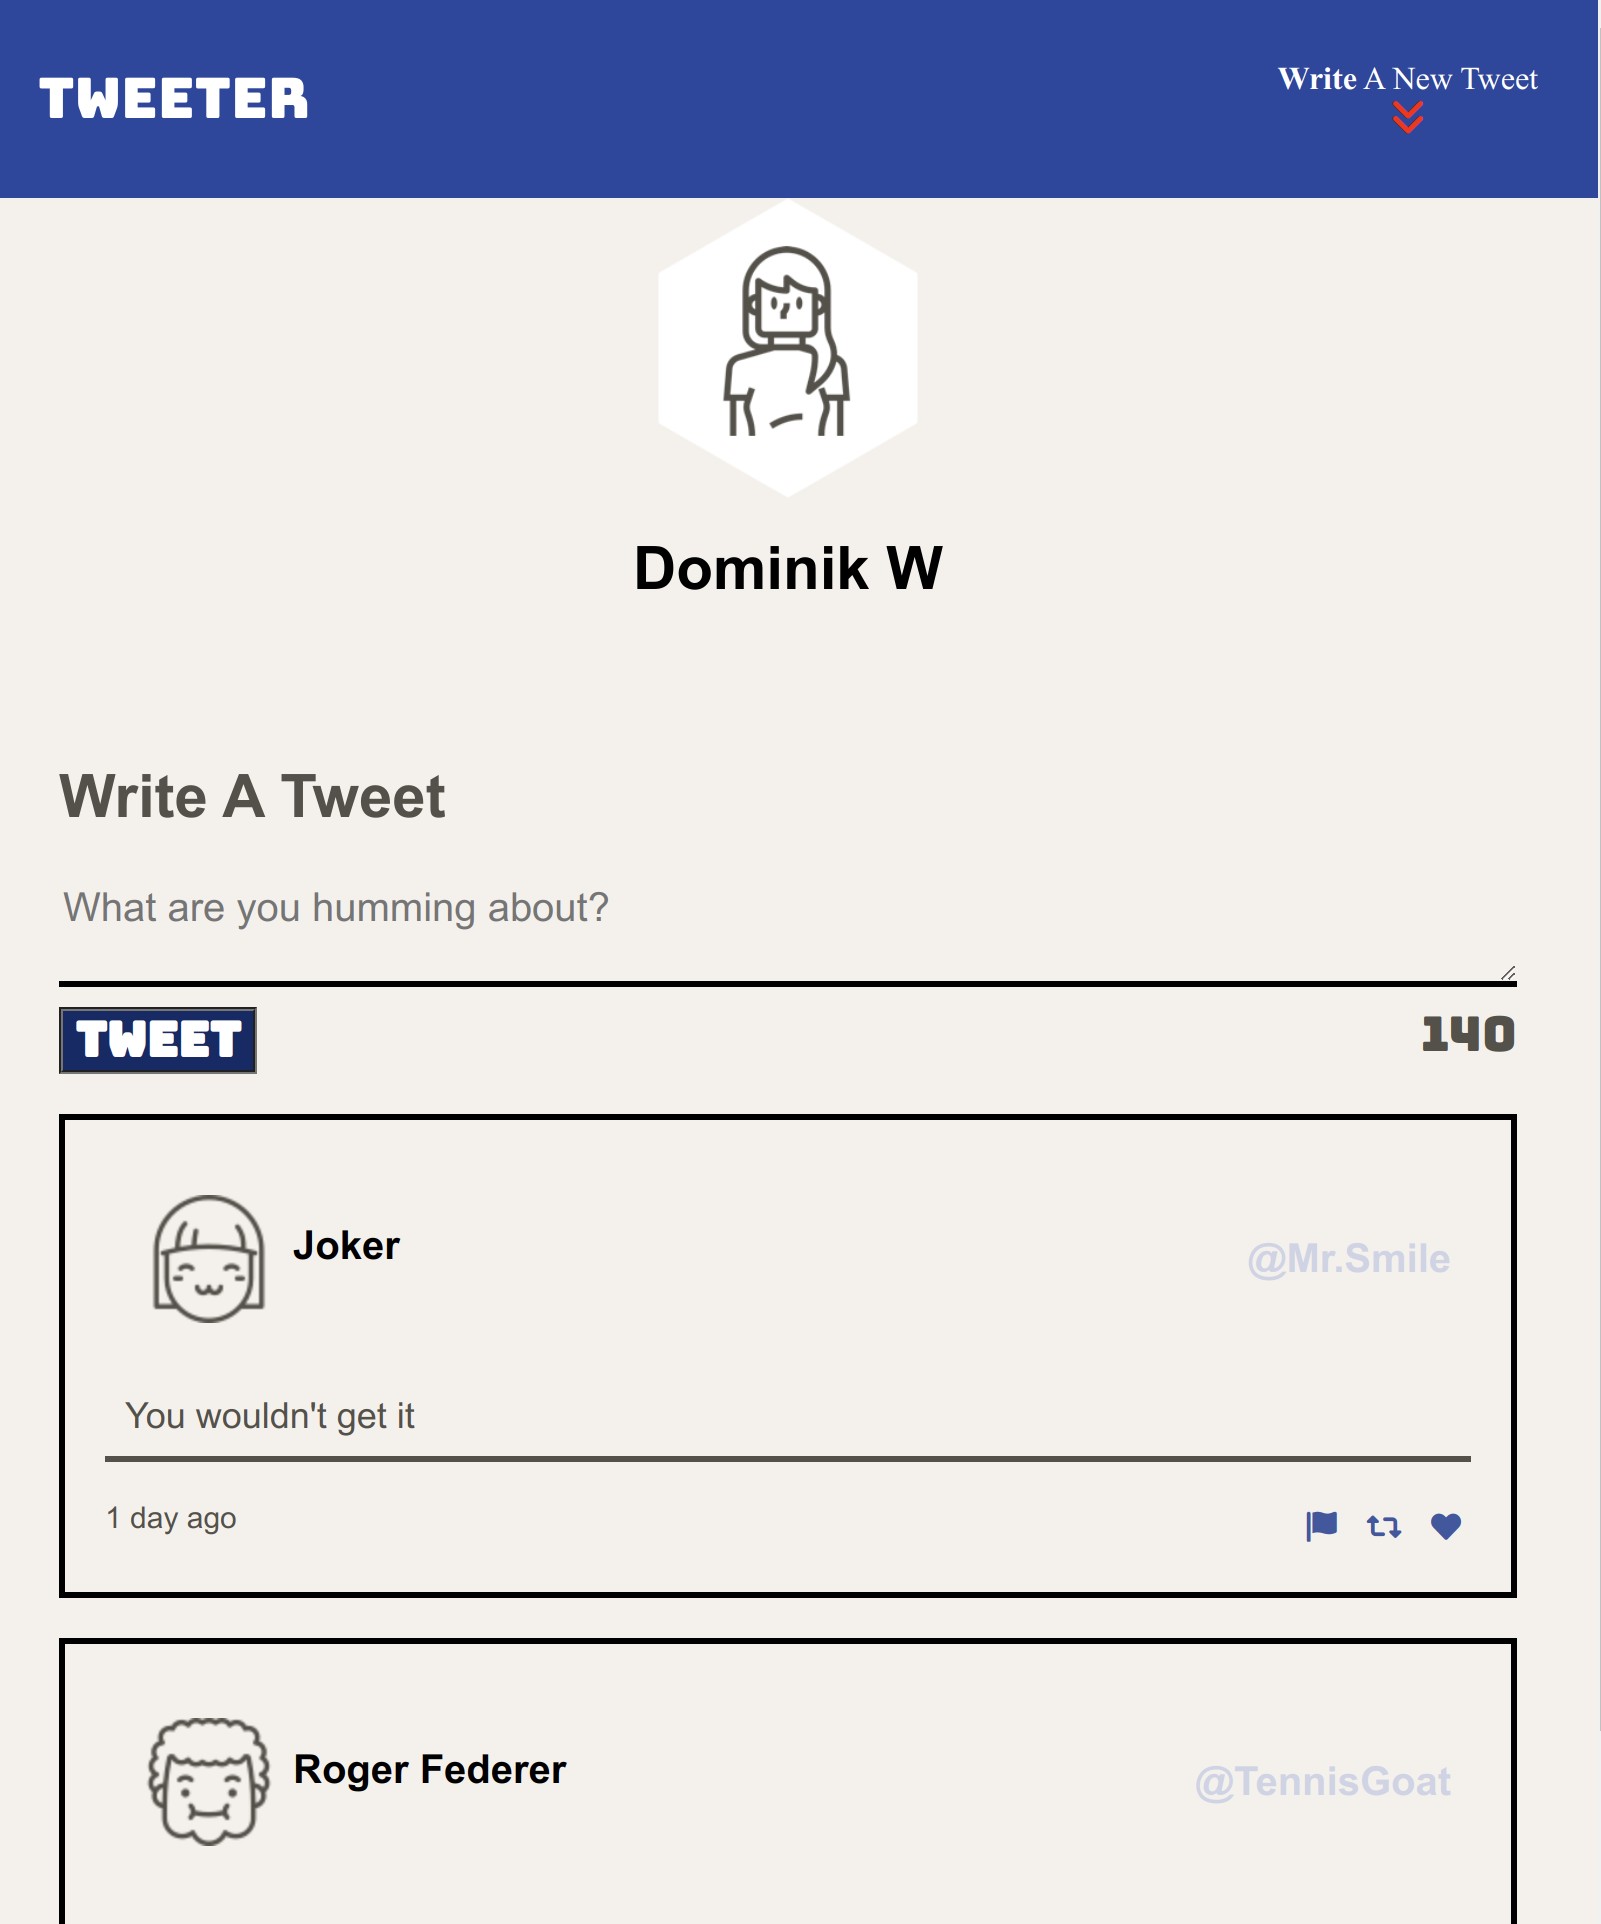 TWEETER
Write A New Tweet
Dominik W
Write A Tweet
What are you humming about?
TWEET
140
Joker
@Mr.Smile
You wouldn't get it
1 day ago
Roger Federer
@TennisGoat